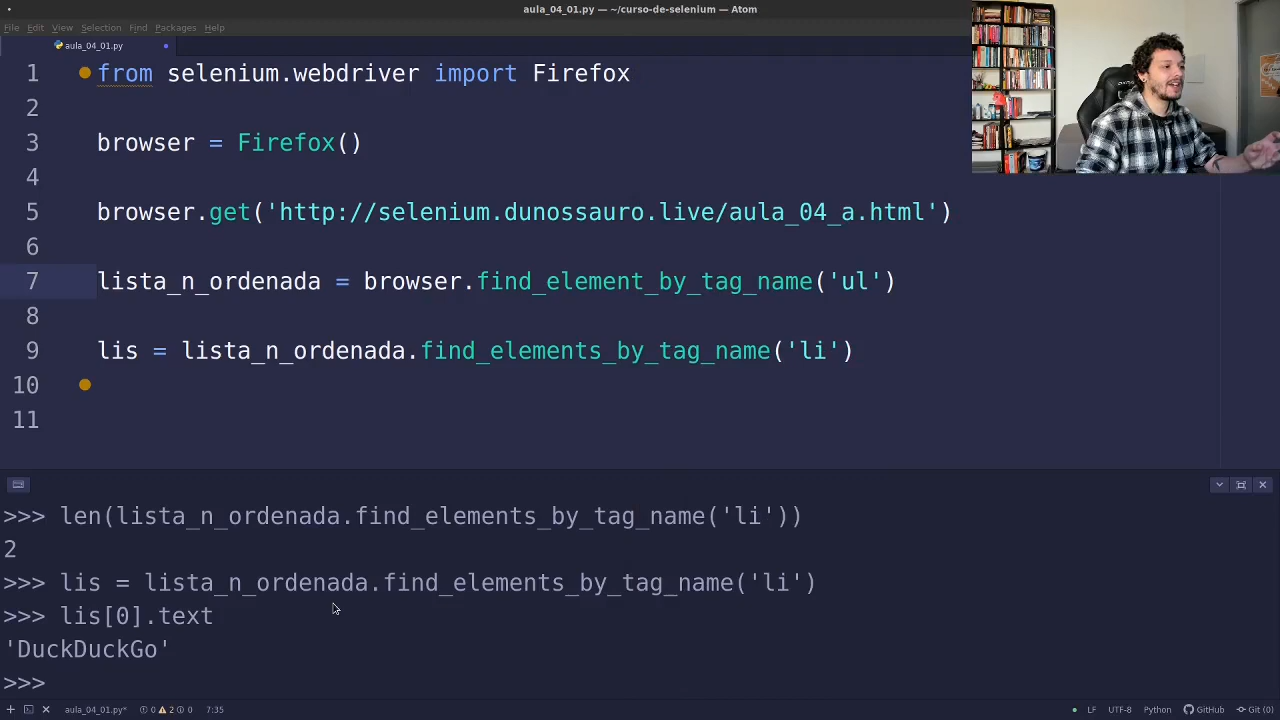 aula_04_01.py — ~/curso-de-selenium — Atom
File Edit View Selection Find Packages Help
aula_04_01.py
1 from selenium.webdriver import Firefox
2
3 browser = Firefox()
4
5 browser.get('http://selenium.dunossauro.live/aula_04_a.html')
6
7 lista_n_ordenada = browser.find_element_by_tag_name('ul')
8
9 lis = lista_n_ordenada.find_elements_by_tag_name('li')
10
11
>>> len(lista_n_ordenada.find_elements_by_tag_name('li'))
2
>>> lis = lista_n_ordenada.find_elements_by_tag_name('li')
>>> lis[0].text
'DuckDuckGo'
>>>
aula_04_01.py* 0 2 0 7:35 LF UTF-8 Python GitHub Git (0)